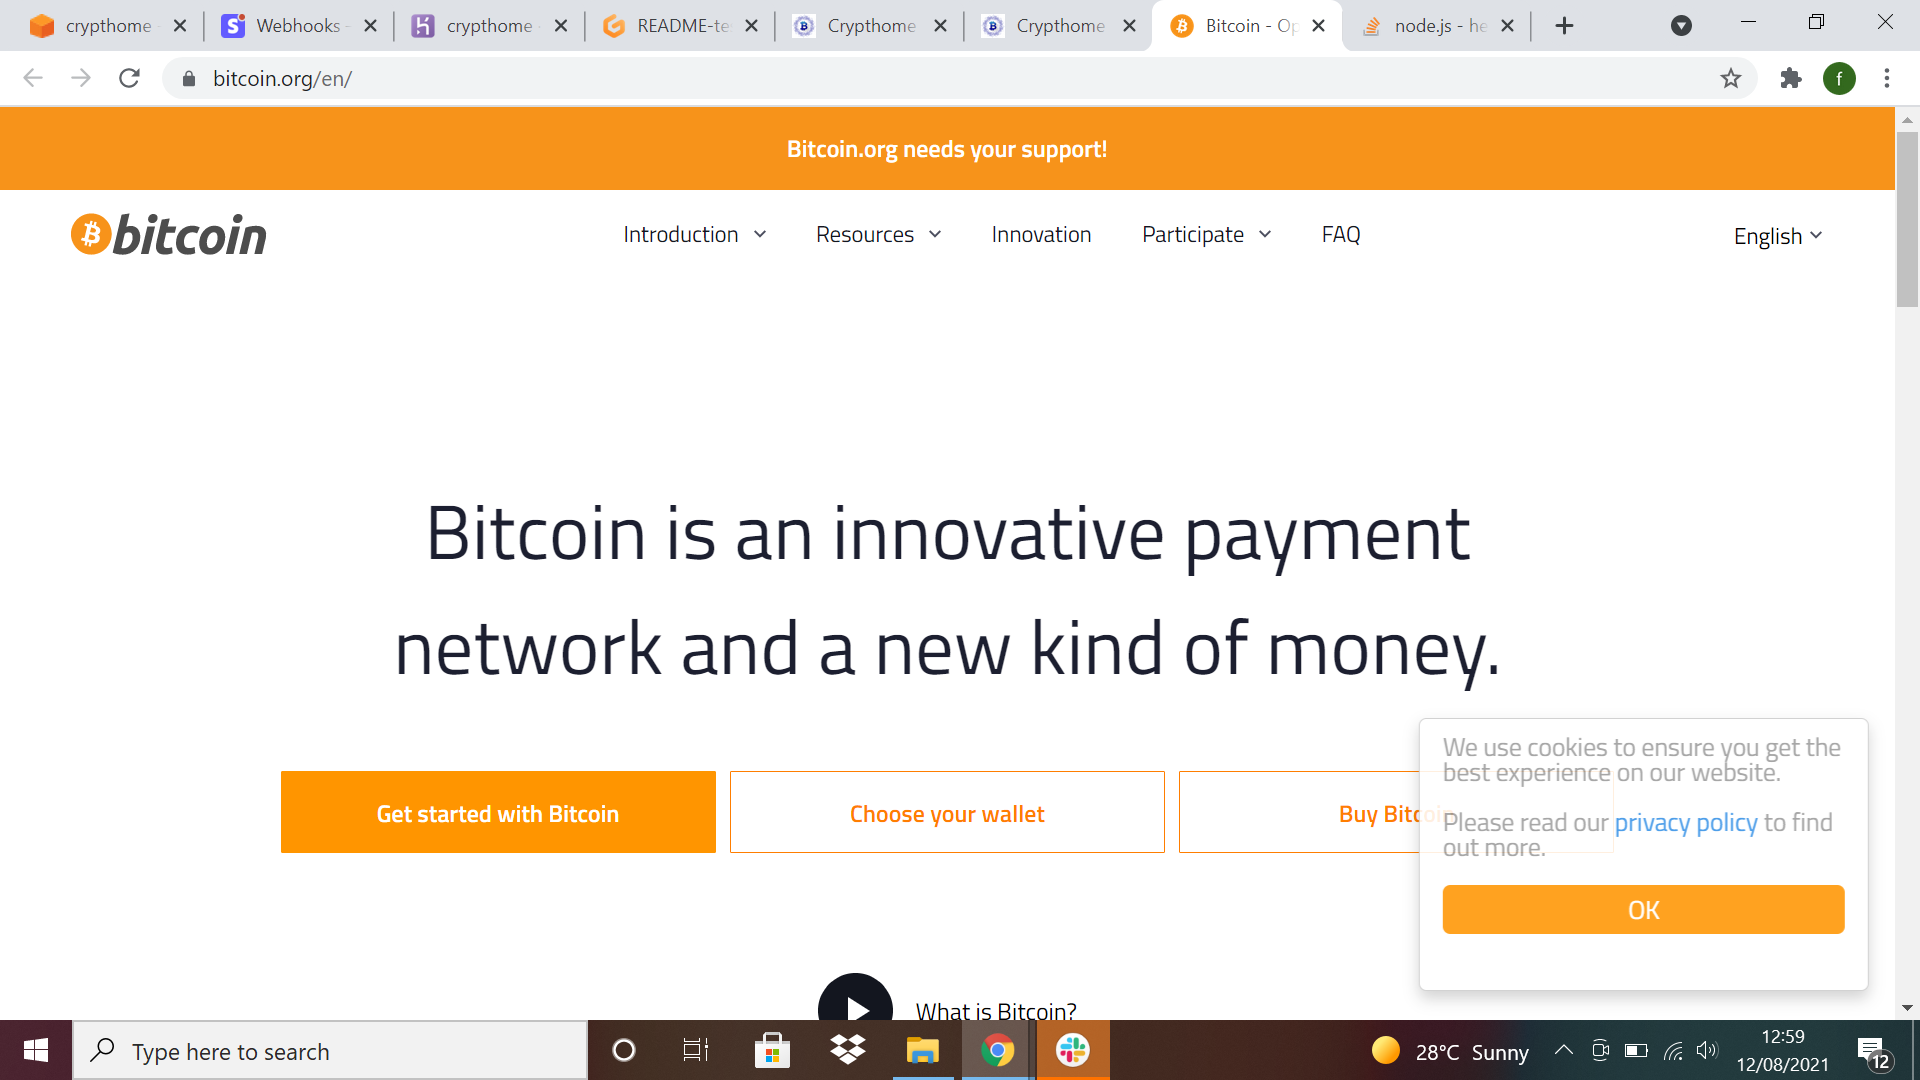 crypthome
Webhooks -
crypthome
README-te
Crypthome
Crypthome
Bitcoin - Op
node.js - he
bitcoin.org/en/
f
Bitcoin.org needs your support!
bitcoin
Introduction
Resources
Innovation
Participate
FAQ
English
Bitcoin is an innovative payment
network and a new kind of money.
Get started with Bitcoin
Choose your wallet
Buy Bitcoin
We use cookies to ensure you get the
best experience on our website.
Please read our privacy policy to find
out more.
OK
What is Bitcoin?
Type here to search
28°C Sunny
12:59
12/08/2021
12